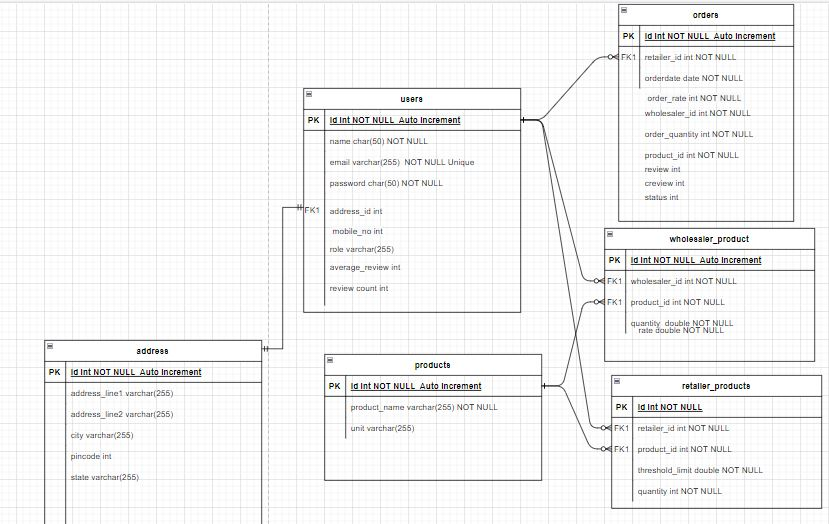 orders
PK Id int NOT NULL Auto Increment
FK1 retailer_id int NOT NULL
orderdate date NOT NULL
order_rate int NOT NULL
wholesaler_id int NOT NULL
order_quantity int NOT NULL
product_id int NOT NULL
review int
creview int
status int
users
PK Id int NOT NULL Auto Increment
name char(50) NOT NULL
email varchar(255) NOT NULL Unique
password char(50) NOT NULL
FK1 address_id int
mobile_no int
role varchar(255)
average_review int
review count int
wholesaler_product
PK Id int NOT NULL Auto Increment
FK1 wholesaler_id int NOT NULL
FK1 product_id int NOT NULL
quantity double NOT NULL
rate double NOT NULL
address
PK Id int NOT NULL Auto Increment
address_line1 varchar(255)
address_line2 varchar(255)
city varchar(255)
pincode int
state varchar(255)
products
PK Id int NOT NULL Auto Increment
product_name varchar(255) NOT NULL
unit varchar(255)
retailer_products
PK Id int NOT NULL
FK1 retailer_id int NOT NULL
FK1 product_id int NOT NULL
threshold_limit double NOT NULL
quantity int NOT NULL